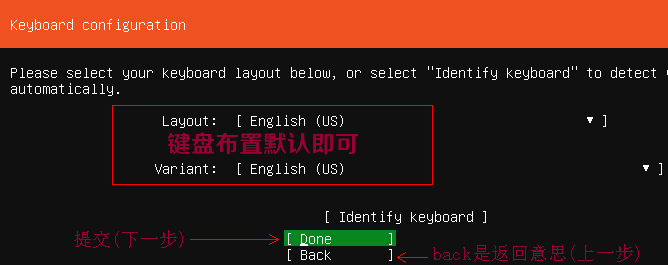 Keyboard configuration
Please select your keyboard layout below, or select "Identify keyboard" to detect
automatically.
Layout: [ English (US) ▾ ]
键盘布置默认即可
Variant: [ English (US) ▾ ]
[ Identify keyboard ]
提交(下一步) [ Done ]
[ Back ] back是返回意思(上一步)